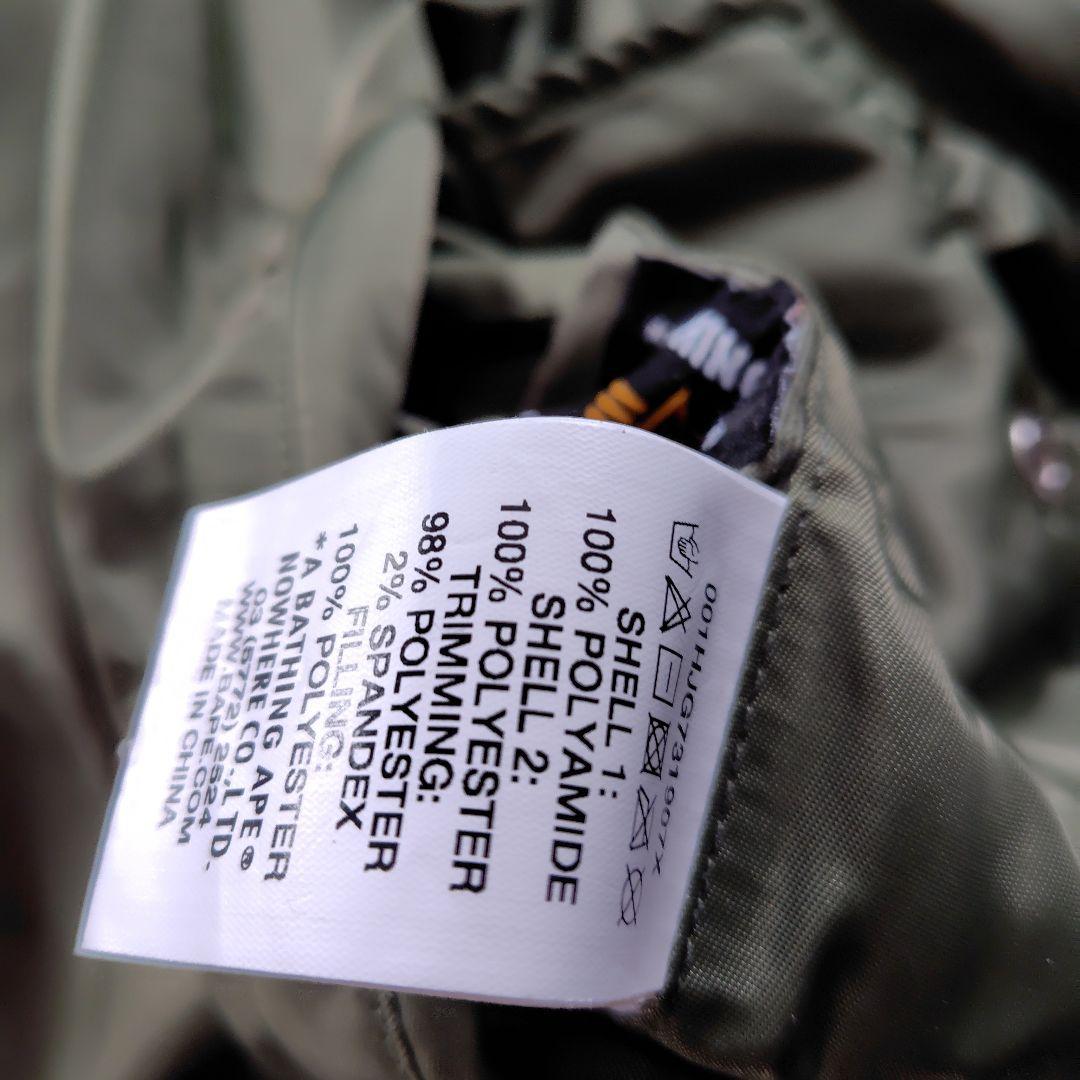 001HJG731907X
SHELL 1:
100% POLYAMIDE
SHELL 2:
100% POLYESTER
TRIMMING:
98% POLYESTER
2% SPANDEX
FILLING:
100% POLYESTER
* A BATHING APE®
NOWHERE CO.,LTD.
03 (6772) 2524
WWW.BAPE.COM
MADE IN CHINA